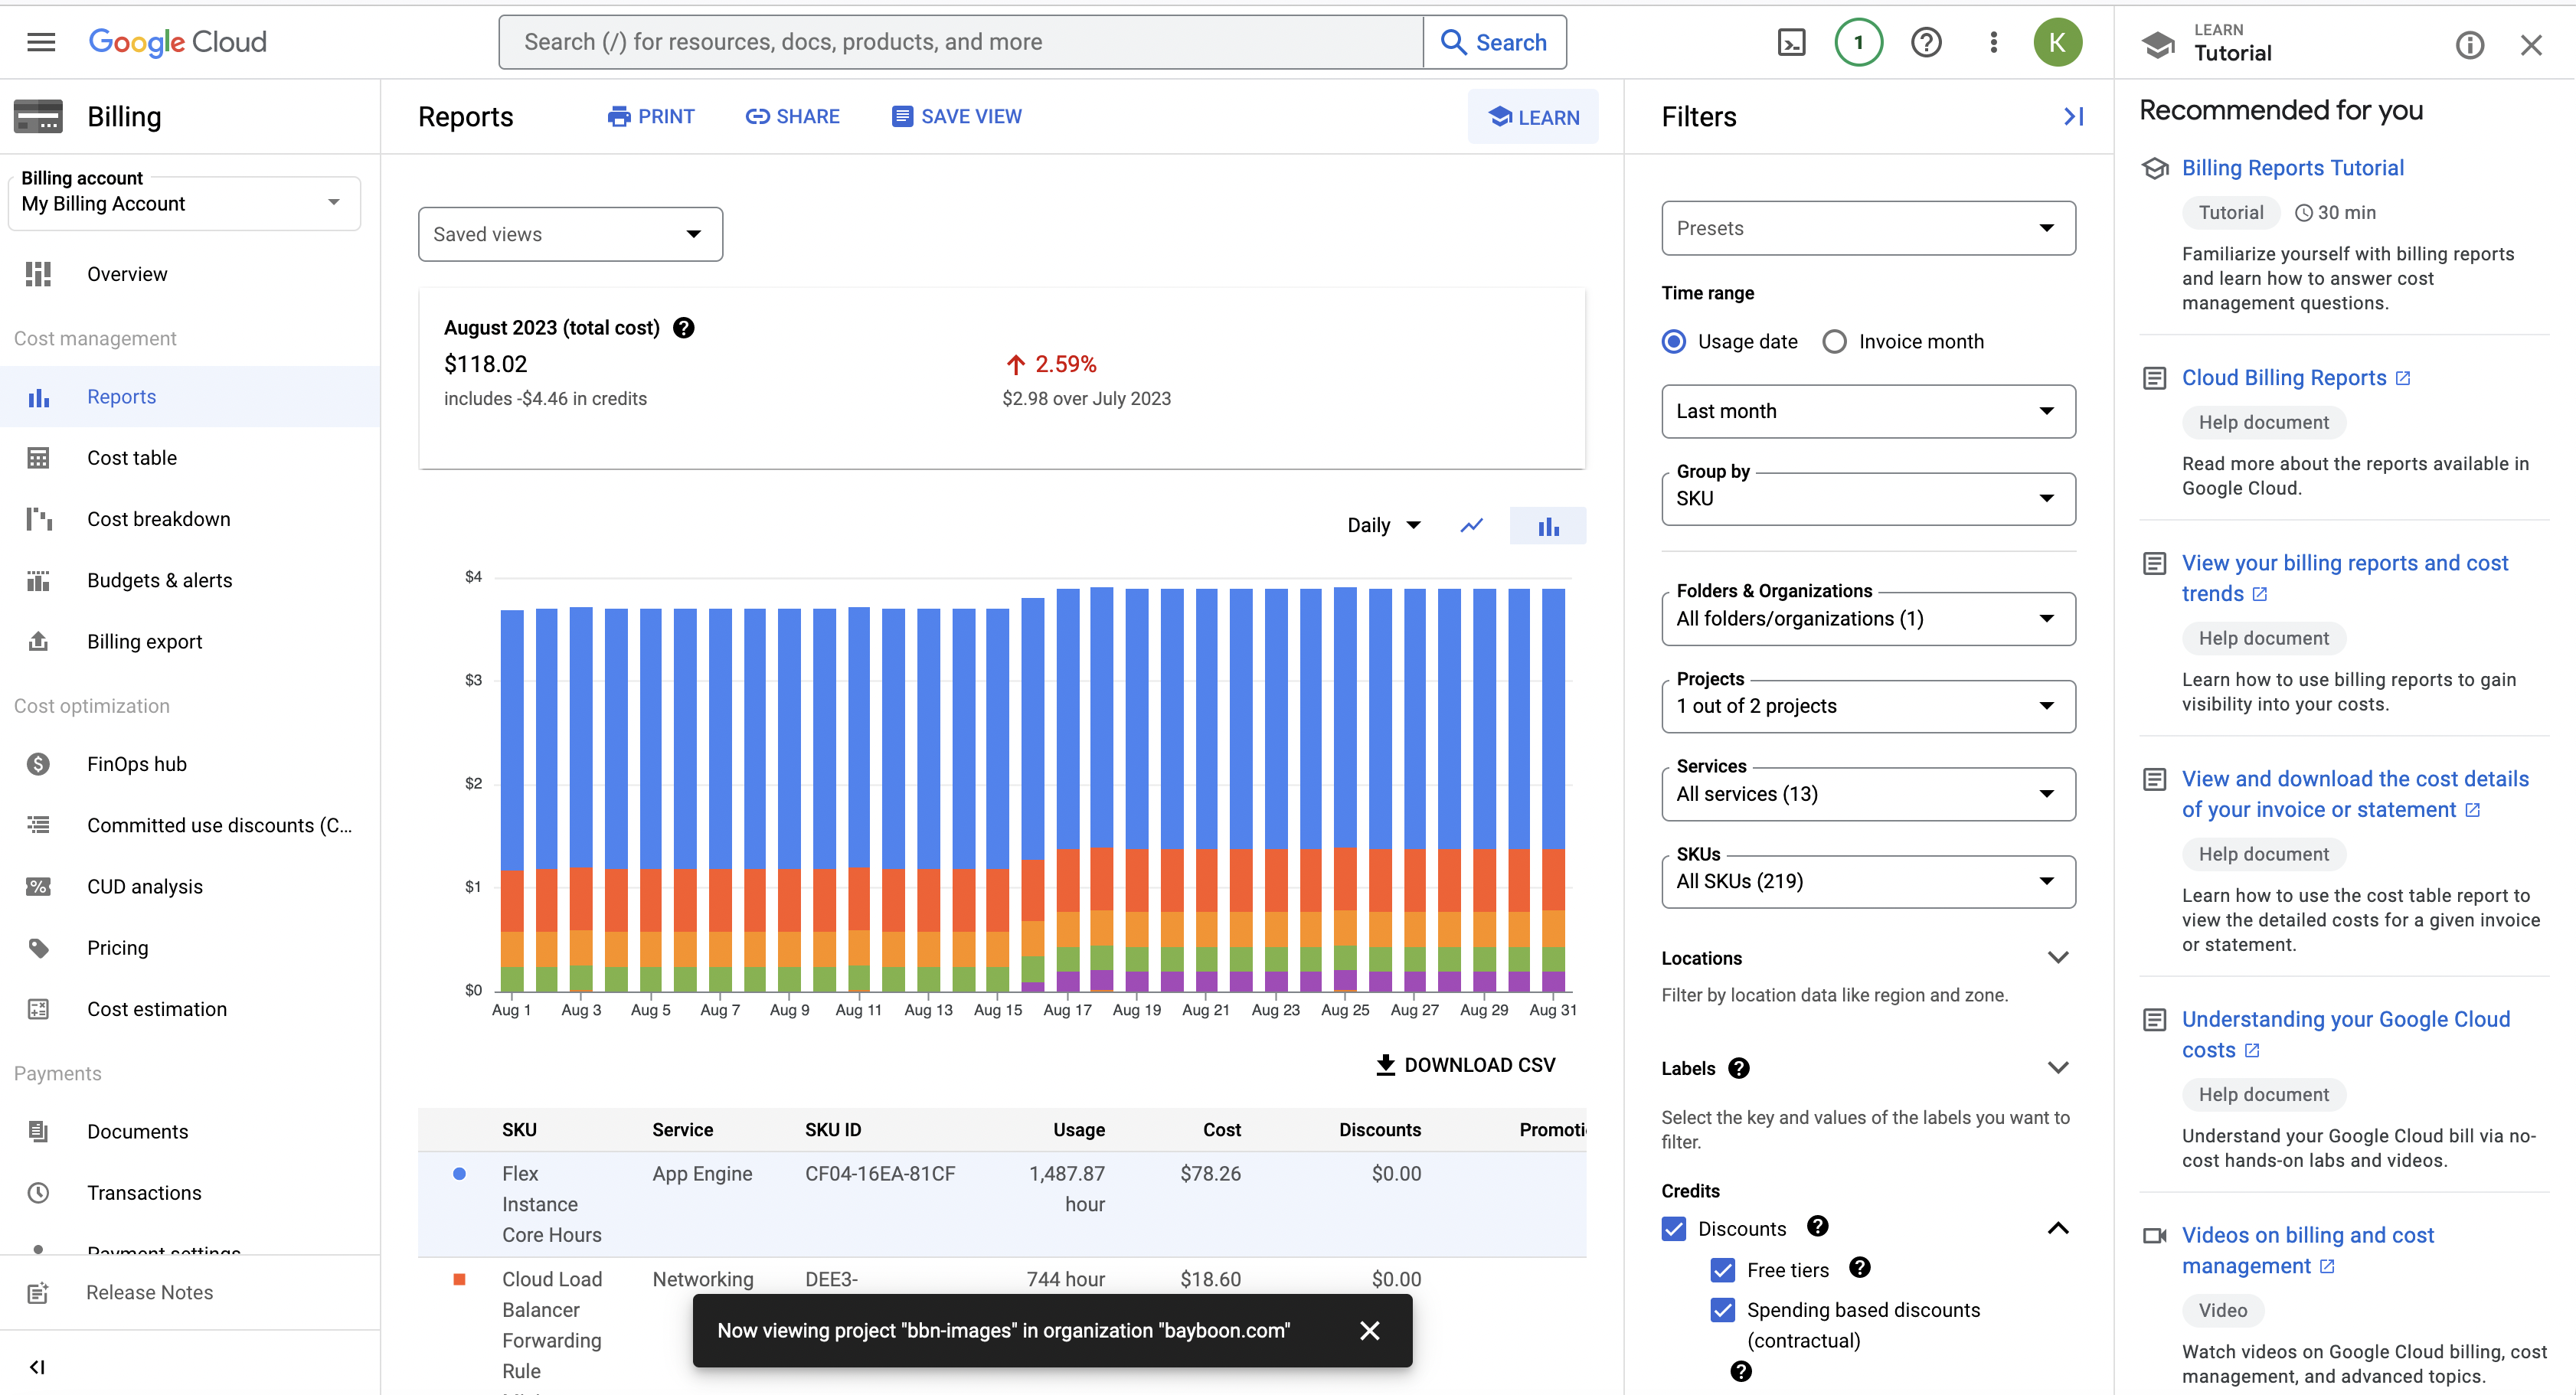 Google Cloud
Search (/) for resources, docs, products, and more
Search
1
K
LEARN
Tutorial
Billing
Billing account
My Billing Account
Overview
Cost management
Reports
Cost table
Cost breakdown
Budgets & alerts
Billing export
Cost optimization
FinOps hub
Committed use discounts (C...
CUD analysis
Pricing
Cost estimation
Payments
Documents
Transactions
Payment settings
Release Notes
Reports
PRINT
SHARE
SAVE VIEW
LEARN
Saved views
August 2023 (total cost)
$118.02
includes -$4.46 in credits
2.59%
$2.98 over July 2023
Daily
$4
$3
$2
$1
$0
Aug 1 Aug 3 Aug 5 Aug 7 Aug 9 Aug 11 Aug 13 Aug 15 Aug 17 Aug 19 Aug 21 Aug 23 Aug 25 Aug 27 Aug 29 Aug 31
DOWNLOAD CSV
SKU Service SKU ID Usage Cost Discounts Promoti
Flex App Engine CF04-16EA-81CF 1,487.87 $78.26 $0.00
Instance hour
Core Hours
Cloud Load Networking DEE3- 744 hour $18.60 $0.00
Balancer
Forwarding
Rule
Now viewing project "bbn-images" in organization "bayboon.com"
Filters
Presets
Time range
Usage date
Invoice month
Last month
Group by
SKU
Folders & Organizations
All folders/organizations (1)
Projects
1 out of 2 projects
Services
All services (13)
SKUs
All SKUs (219)
Locations
Filter by location data like region and zone.
Labels
Select the key and values of the labels you want to
filter.
Credits
Discounts
Free tiers
Spending based discounts
(contractual)
Recommended for you
Billing Reports Tutorial
Tutorial
30 min
Familiarize yourself with billing reports
and learn how to answer cost
management questions.
Cloud Billing Reports
Help document
Read more about the reports available in
Google Cloud.
View your billing reports and cost
trends
Help document
Learn how to use billing reports to gain
visibility into your costs.
View and download the cost details
of your invoice or statement
Help document
Learn how to use the cost table report to
view the detailed costs for a given invoice
or statement.
Understanding your Google Cloud
costs
Help document
Understand your Google Cloud bill via no-
cost hands-on labs and videos.
Videos on billing and cost
management
Video
Watch videos on Google Cloud billing, cost
management, and advanced topics.